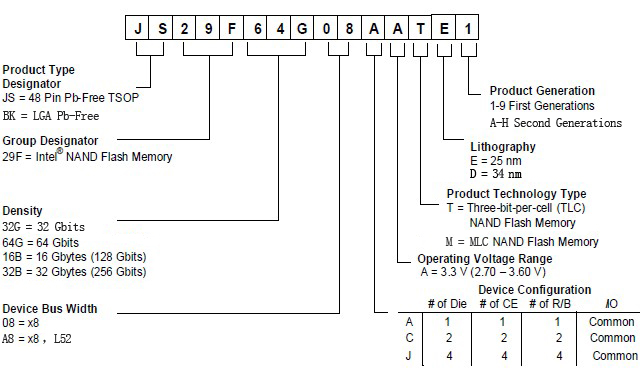 J S 2 9 F 6 4 G 0 8 A A T E 1
Product Type
Designator
JS = 48 Pin Pb-Free TSOP
BK = LGA Pb-Free
Group Designator
29F = Intel® NAND Flash Memory
Density
32G = 32 Gbits
64G = 64 Gbits
16B = 16 Gbytes (128 Gbits)
32B = 32 Gbytes (256 Gbits)
Device Bus Width
08 = x8
A8 = x8 , L52
Product Generation
1-9 First Generations
A-H Second Generations
Lithography
E = 25 nm
D = 34 nm
Product Technology Type
T = Three-bit-per-cell (TLC)
NAND Flash Memory
M = MLC NAND Flash Memory
Operating Voltage Range
A = 3.3 V (2.70 – 3.60 V)
Device Configuration
# of Die # of CE # of R/B I/O
A 1 1 1 Common
C 2 2 2 Common
J 4 4 4 Common